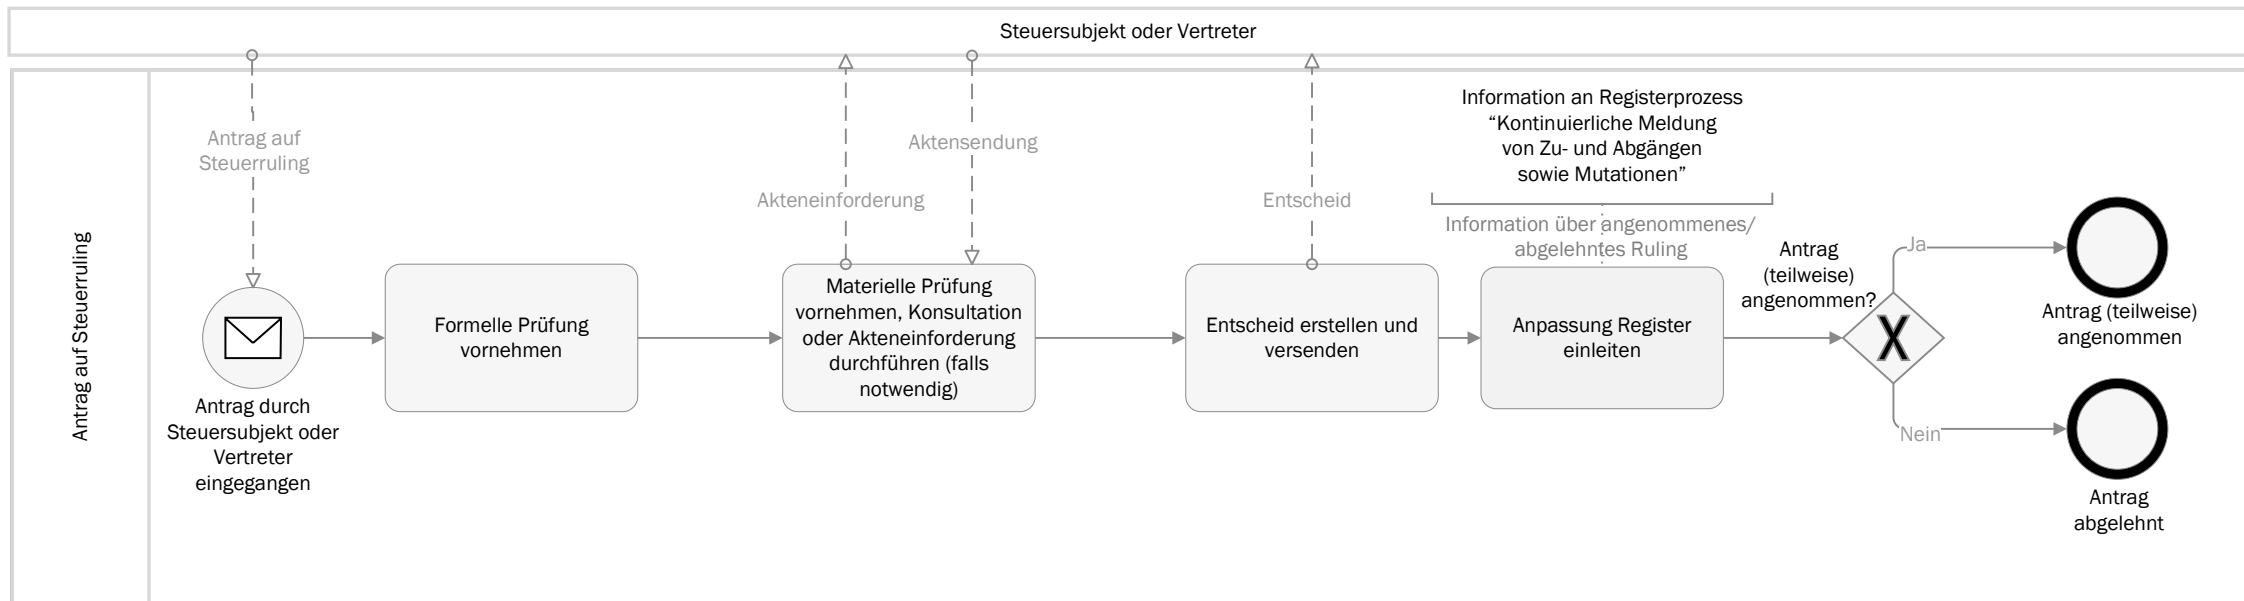 Steuersubjekt oder Vertreter
Antrag auf Steuerruling
Antrag auf
Steuerruling
Antrag durch
Steuersubjekt oder
Vertreter
eingegangen
Formelle Prüfung
vornehmen
Akteneinforderung
Aktensendung
Materielle Prüfung
vornehmen, Konsultation
oder Akteneinforderung
durchführen (falls
notwendig)
Entscheid
Entscheid erstellen und
versenden
Information an Registerprozess
“Kontinuierliche Meldung
von Zu- und Abgängen
sowie Mutationen”
Information über angenommenes/
abgelehntes Ruling
Anpassung Register
einleiten
Antrag
(teilweise)
angenommen?
X
Ja
Antrag (teilweise)
angenommen
Nein
Antrag
abgelehnt